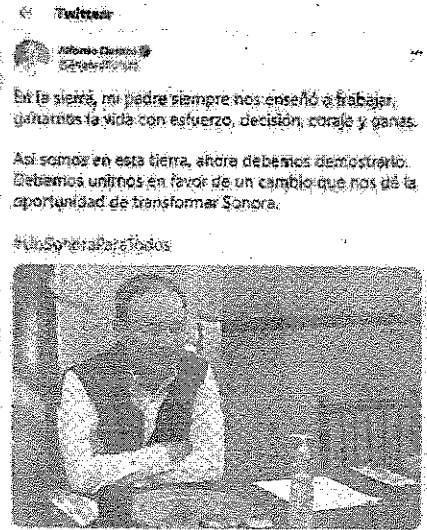 Twitter
Alfonso Durazo
En la sierra, mi padre siempre nos enseñó a trabajar,
ganarnos la vida con esfuerzo, decisión, coraje y ganas.
Así somos en esta tierra, ahora debemos demostrarlo.
Debemos unirnos en favor de un cambio que nos dé la
oportunidad de transformar Sonora.
#UnSonoraParaTodos